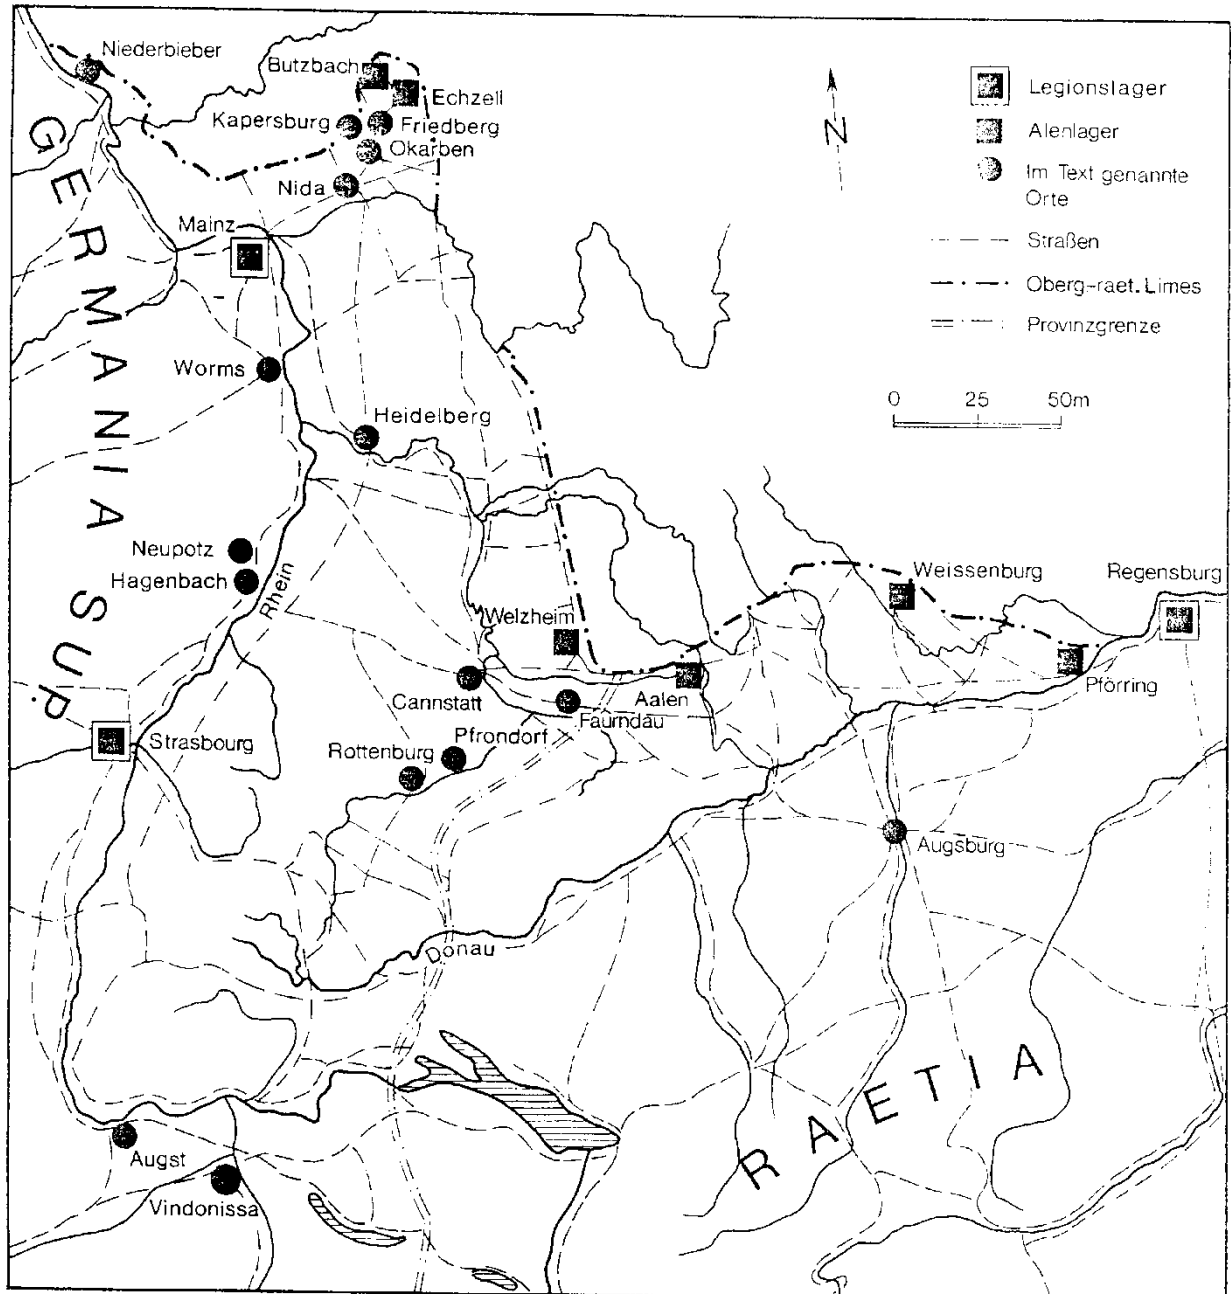 Niederbieber
Butzbach
Echzell
Kapersburg
Friedberg
Okarben
Nida
Mainz
N
Legionslager
Alenlager
Im Text genannte
Orte
Straßen
Oberg-raet. Limes
Provinzgrenze
0 25 50m
GERMANIA SUP.
Worms
Heidelberg
Neupotz
Hagenbach
Rhein
Welzheim
Weissenburg
Regensburg
Cannstatt
Aalen
Pförring
Faurndau
Strasbourg
Pfrondorf
Rottenburg
Augsburg
Donau
RAETIA
Augst
Vindonissa